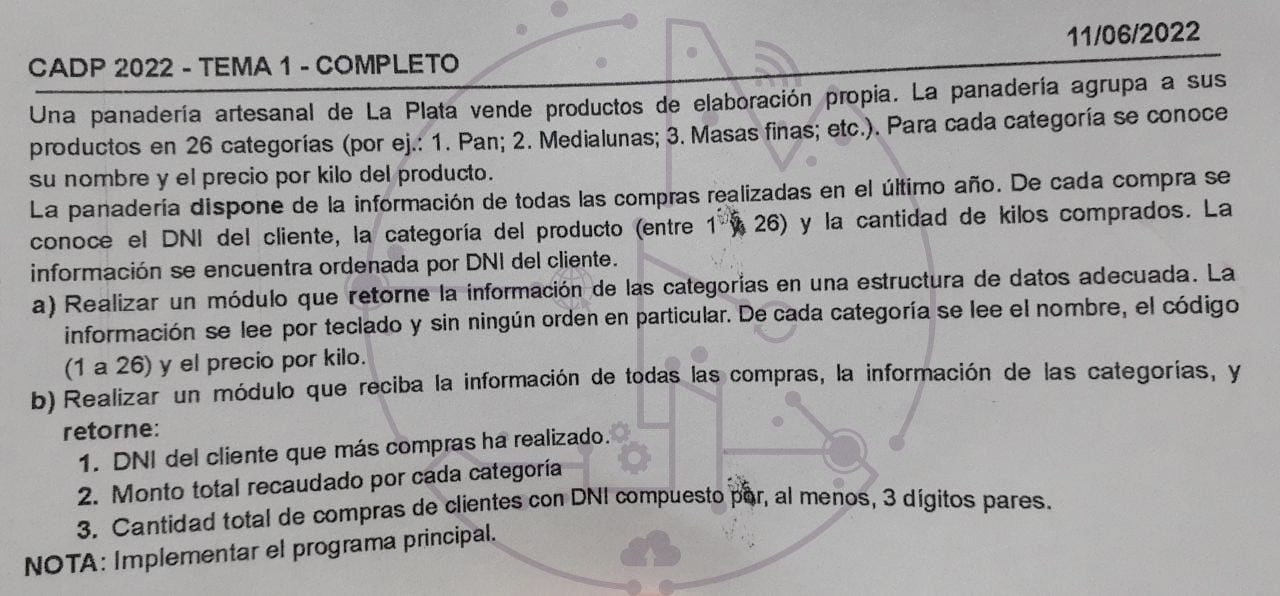 11/06/2022
CADP 2022 - TEMA 1 - COMPLETO
Una panadería artesanal de La Plata vende productos de elaboración propia. La panadería agrupa a sus
productos en 26 categorías (por ej.: 1. Pan; 2. Medialunas; 3. Masas finas; etc.). Para cada categoría se conoce
su nombre y el precio por kilo del producto.
La panadería dispone de la información de todas las compras realizadas en el último año. De cada compra se
conoce el DNI del cliente, la categoría del producto (entre 1 y 26) y la cantidad de kilos comprados. La
información se encuentra ordenada por DNI del cliente.
a) Realizar un módulo que retorne la información de las categorías en una estructura de datos adecuada. La
información se lee por teclado y sin ningún orden en particular. De cada categoría se lee el nombre, el código
(1 a 26) y el precio por kilo.
b) Realizar un módulo que reciba la información de todas las compras, la información de las categorías, y
retorne:
1. DNI del cliente que más compras ha realizado.
2. Monto total recaudado por cada categoría
3. Cantidad total de compras de clientes con DNI compuesto por, al menos, 3 dígitos pares.
NOTA: Implementar el programa principal.